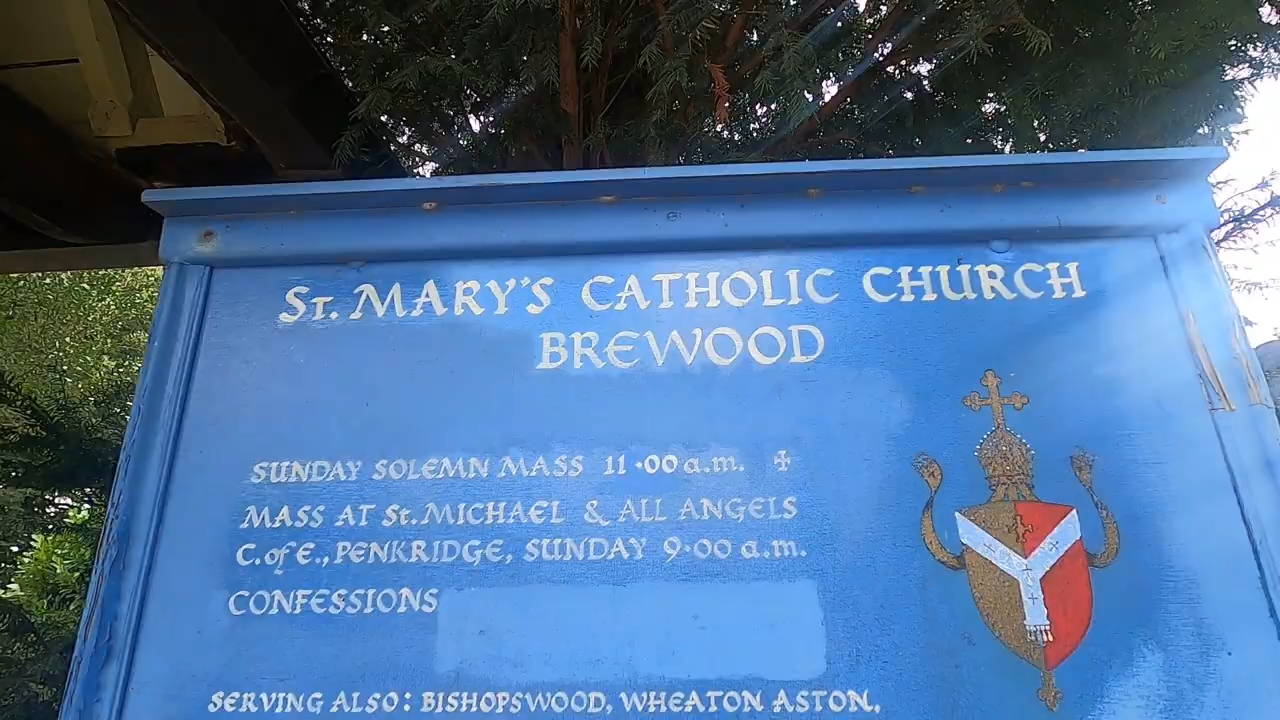 St. MARY'S CATHOLIC CHURCH
BREWOOD
SUNDAY SOLEMN MASS 11·00 a.m. ✠
MASS AT St. MICHAEL & ALL ANGELS
C. of E., PENKRIDGE, SUNDAY 9·00 a.m.
CONFESSIONS
SERVING ALSO: BISHOPSWOOD, WHEATON ASTON,